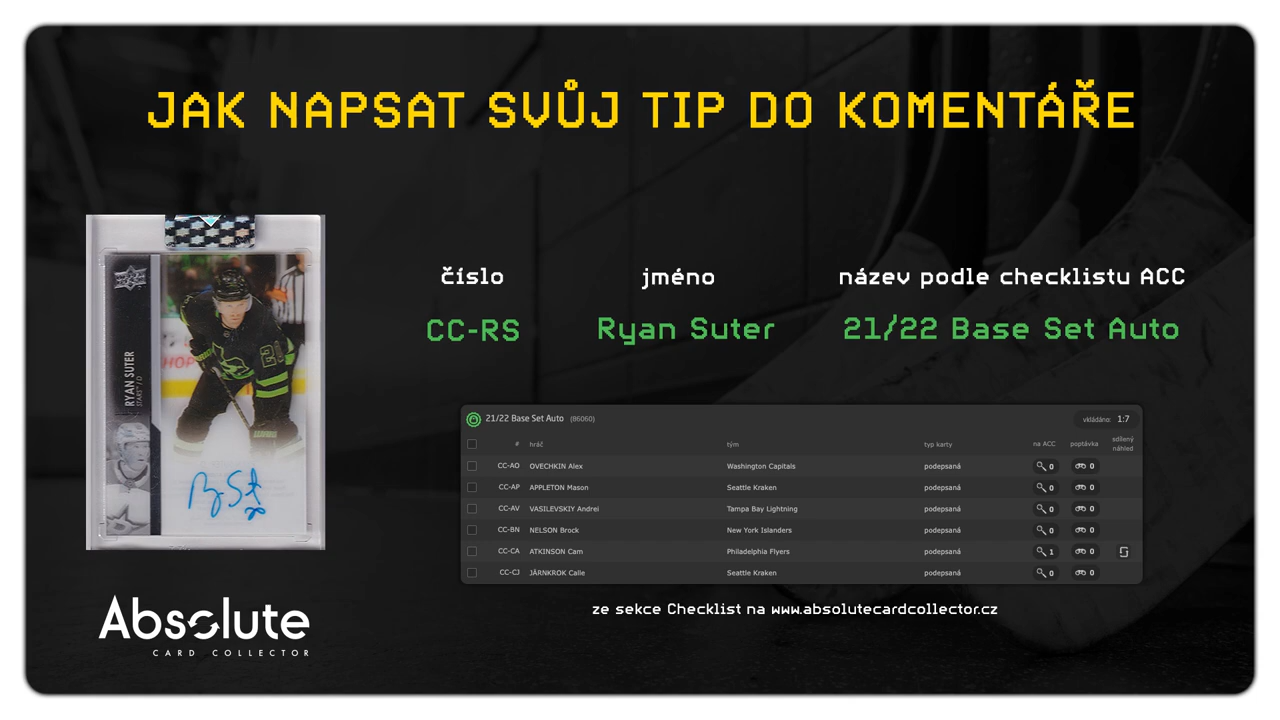 JAK NAPSAT SVŮJ TIP DO KOMENTÁŘE
číslo jméno název podle checklistu ACC
CC-RS Ryan Suter 21/22 Base Set Auto
RYAN SUTER
STARS / D
SHOP
21/22 Base Set Auto (86060) vkládáno: 1:7
# hráč tým typ karty na ACC poptávka sdílený náhled
CC-AO OVECHKIN Alex Washington Capitals podepsaná 0 0
CC-AP APPLETON Mason Seattle Kraken podepsaná 0 0
CC-AV VASILEVSKIY Andrei Tampa Bay Lightning podepsaná 0 0
CC-BN NELSON Brock New York Islanders podepsaná 0 0
CC-CA ATKINSON Cam Philadelphia Flyers podepsaná 1 0
CC-CJ JÄRNKROK Calle Seattle Kraken podepsaná 0 0
ze sekce Checklist na www.absolutecardcollector.cz
Absolute
CARD COLLECTOR